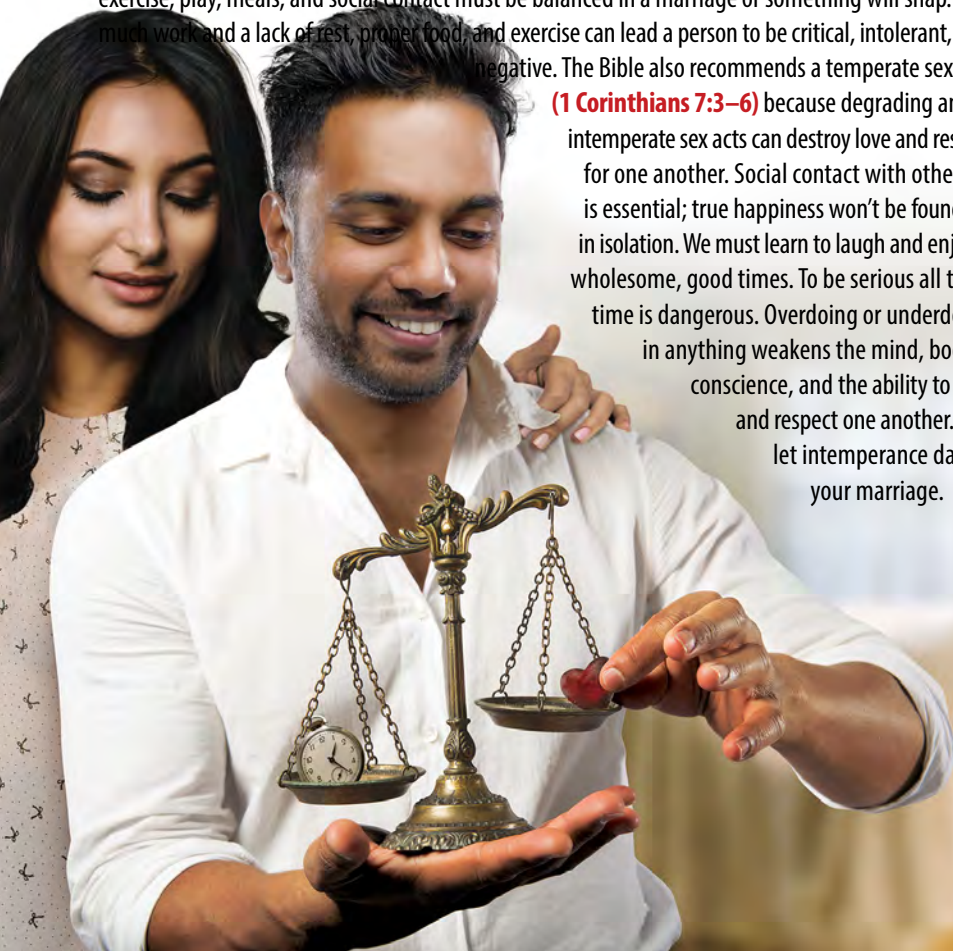 exercise, play, meals, and social contact must be balanced in a marriage or something will snap.
much work and a lack of rest, proper food, and exercise can lead a person to be critical, intolerant,
negative. The Bible also recommends a temperate sex
(1 Corinthians 7:3–6) because degrading an
intemperate sex acts can destroy love and res
for one another. Social contact with othe
is essential; true happiness won’t be foun
in isolation. We must learn to laugh and enj
wholesome, good times. To be serious all t
time is dangerous. Overdoing or underd
in anything weakens the mind, bo
conscience, and the ability to
and respect one another.
let intemperance da
your marriage.